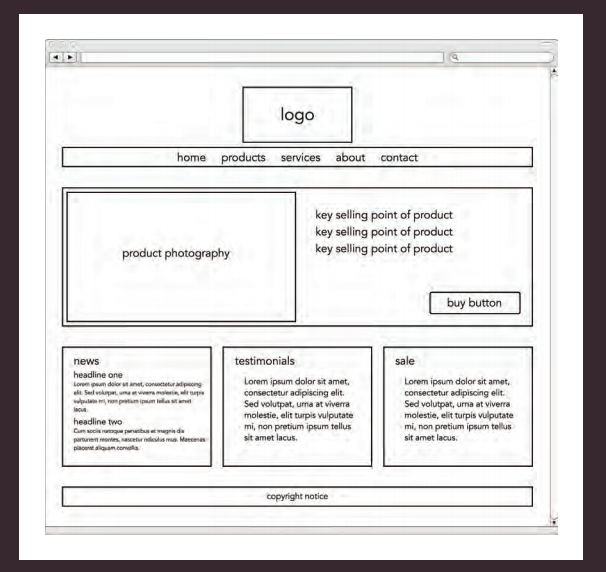 logo
home products services about contact
product photography
key selling point of product
key selling point of product
key selling point of product
buy button
news
headline one
Lorem ipsum dolor sit amet, consectetur adipiscing
elit. Sed volutpat, urna at viverra molestie, elit turpis
vulputate mi, non pretium ipsum tellus sit amet
lacus.
headline two
Cum sociis natoque penatibus et magnis dis
parturient montes, nascetur ridiculus mus. Maecenas
placerat aliquam convallis.
testimonials
Lorem ipsum dolor sit amet,
Sed volutpat, urna at viverra
molestie, elit turpis vulputate
mi, non pretium ipsum tellus
sit amet lacus.
sale
Lorem ipsum dolor sit amet,
Sed volutpat, urna at viverra
molestie, elit turpis vulputate
mi, non pretium ipsum tellus
sit amet lacus.
copyright notice